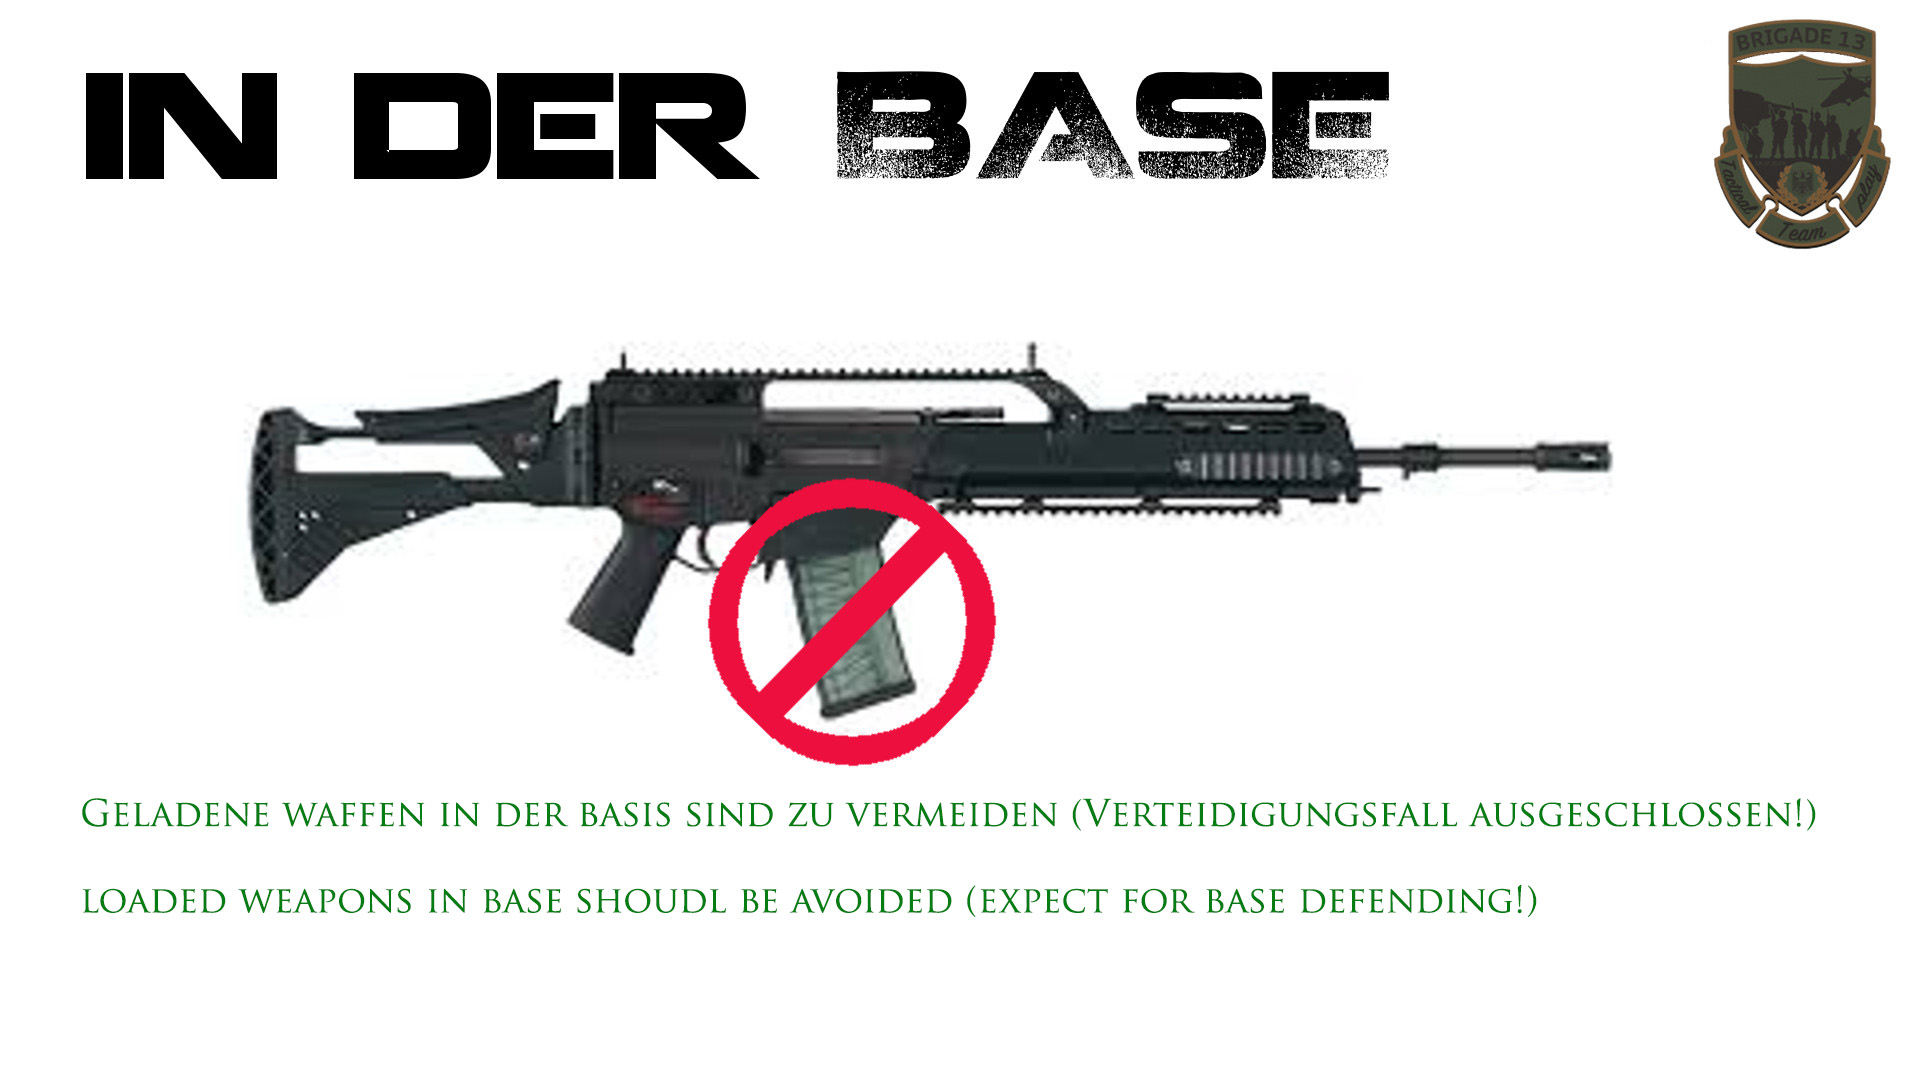 IN DER BASE
BRIGADE 13
Tactical Team play
Geladene waffen in der basis sind zu vermeiden (Verteidigungsfall ausgeschlossen!)
loaded weapons in base shoudl be avoided (expect for base defending!)